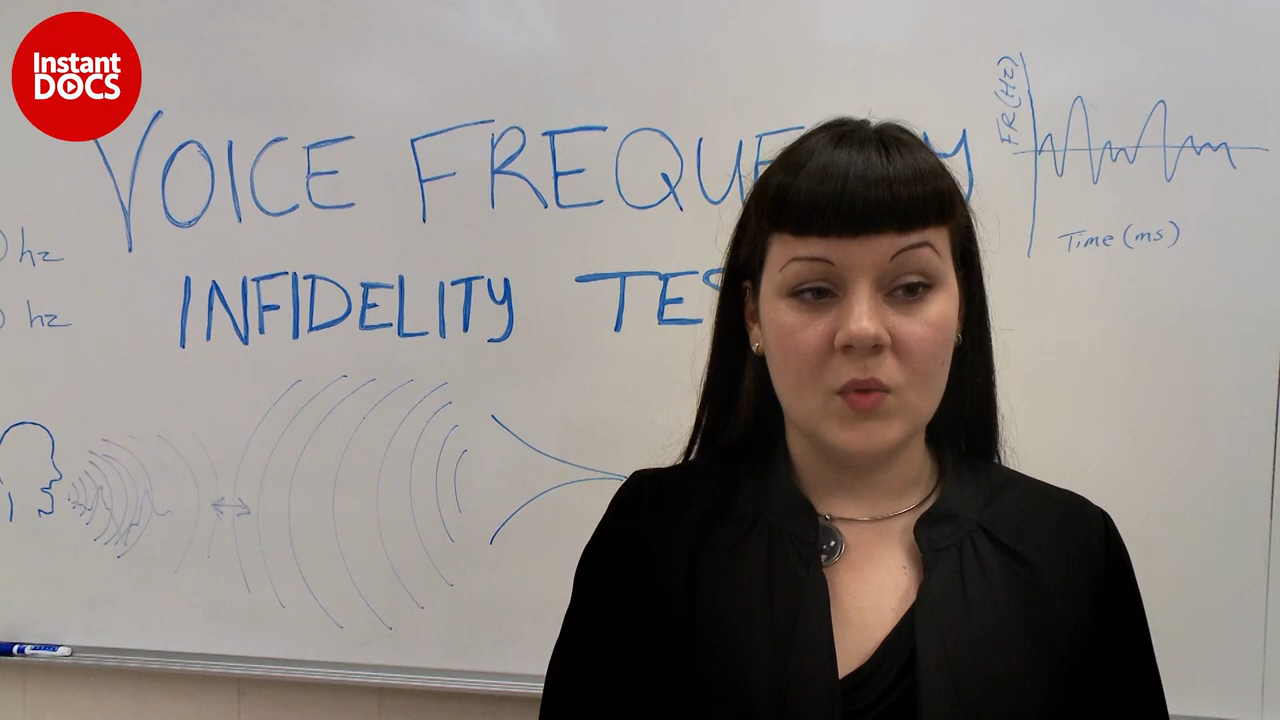 Instant
DOCS
VOICE FREQUE
INFIDELITY TES
hz
hz
FR(Hz)
Time (ms)